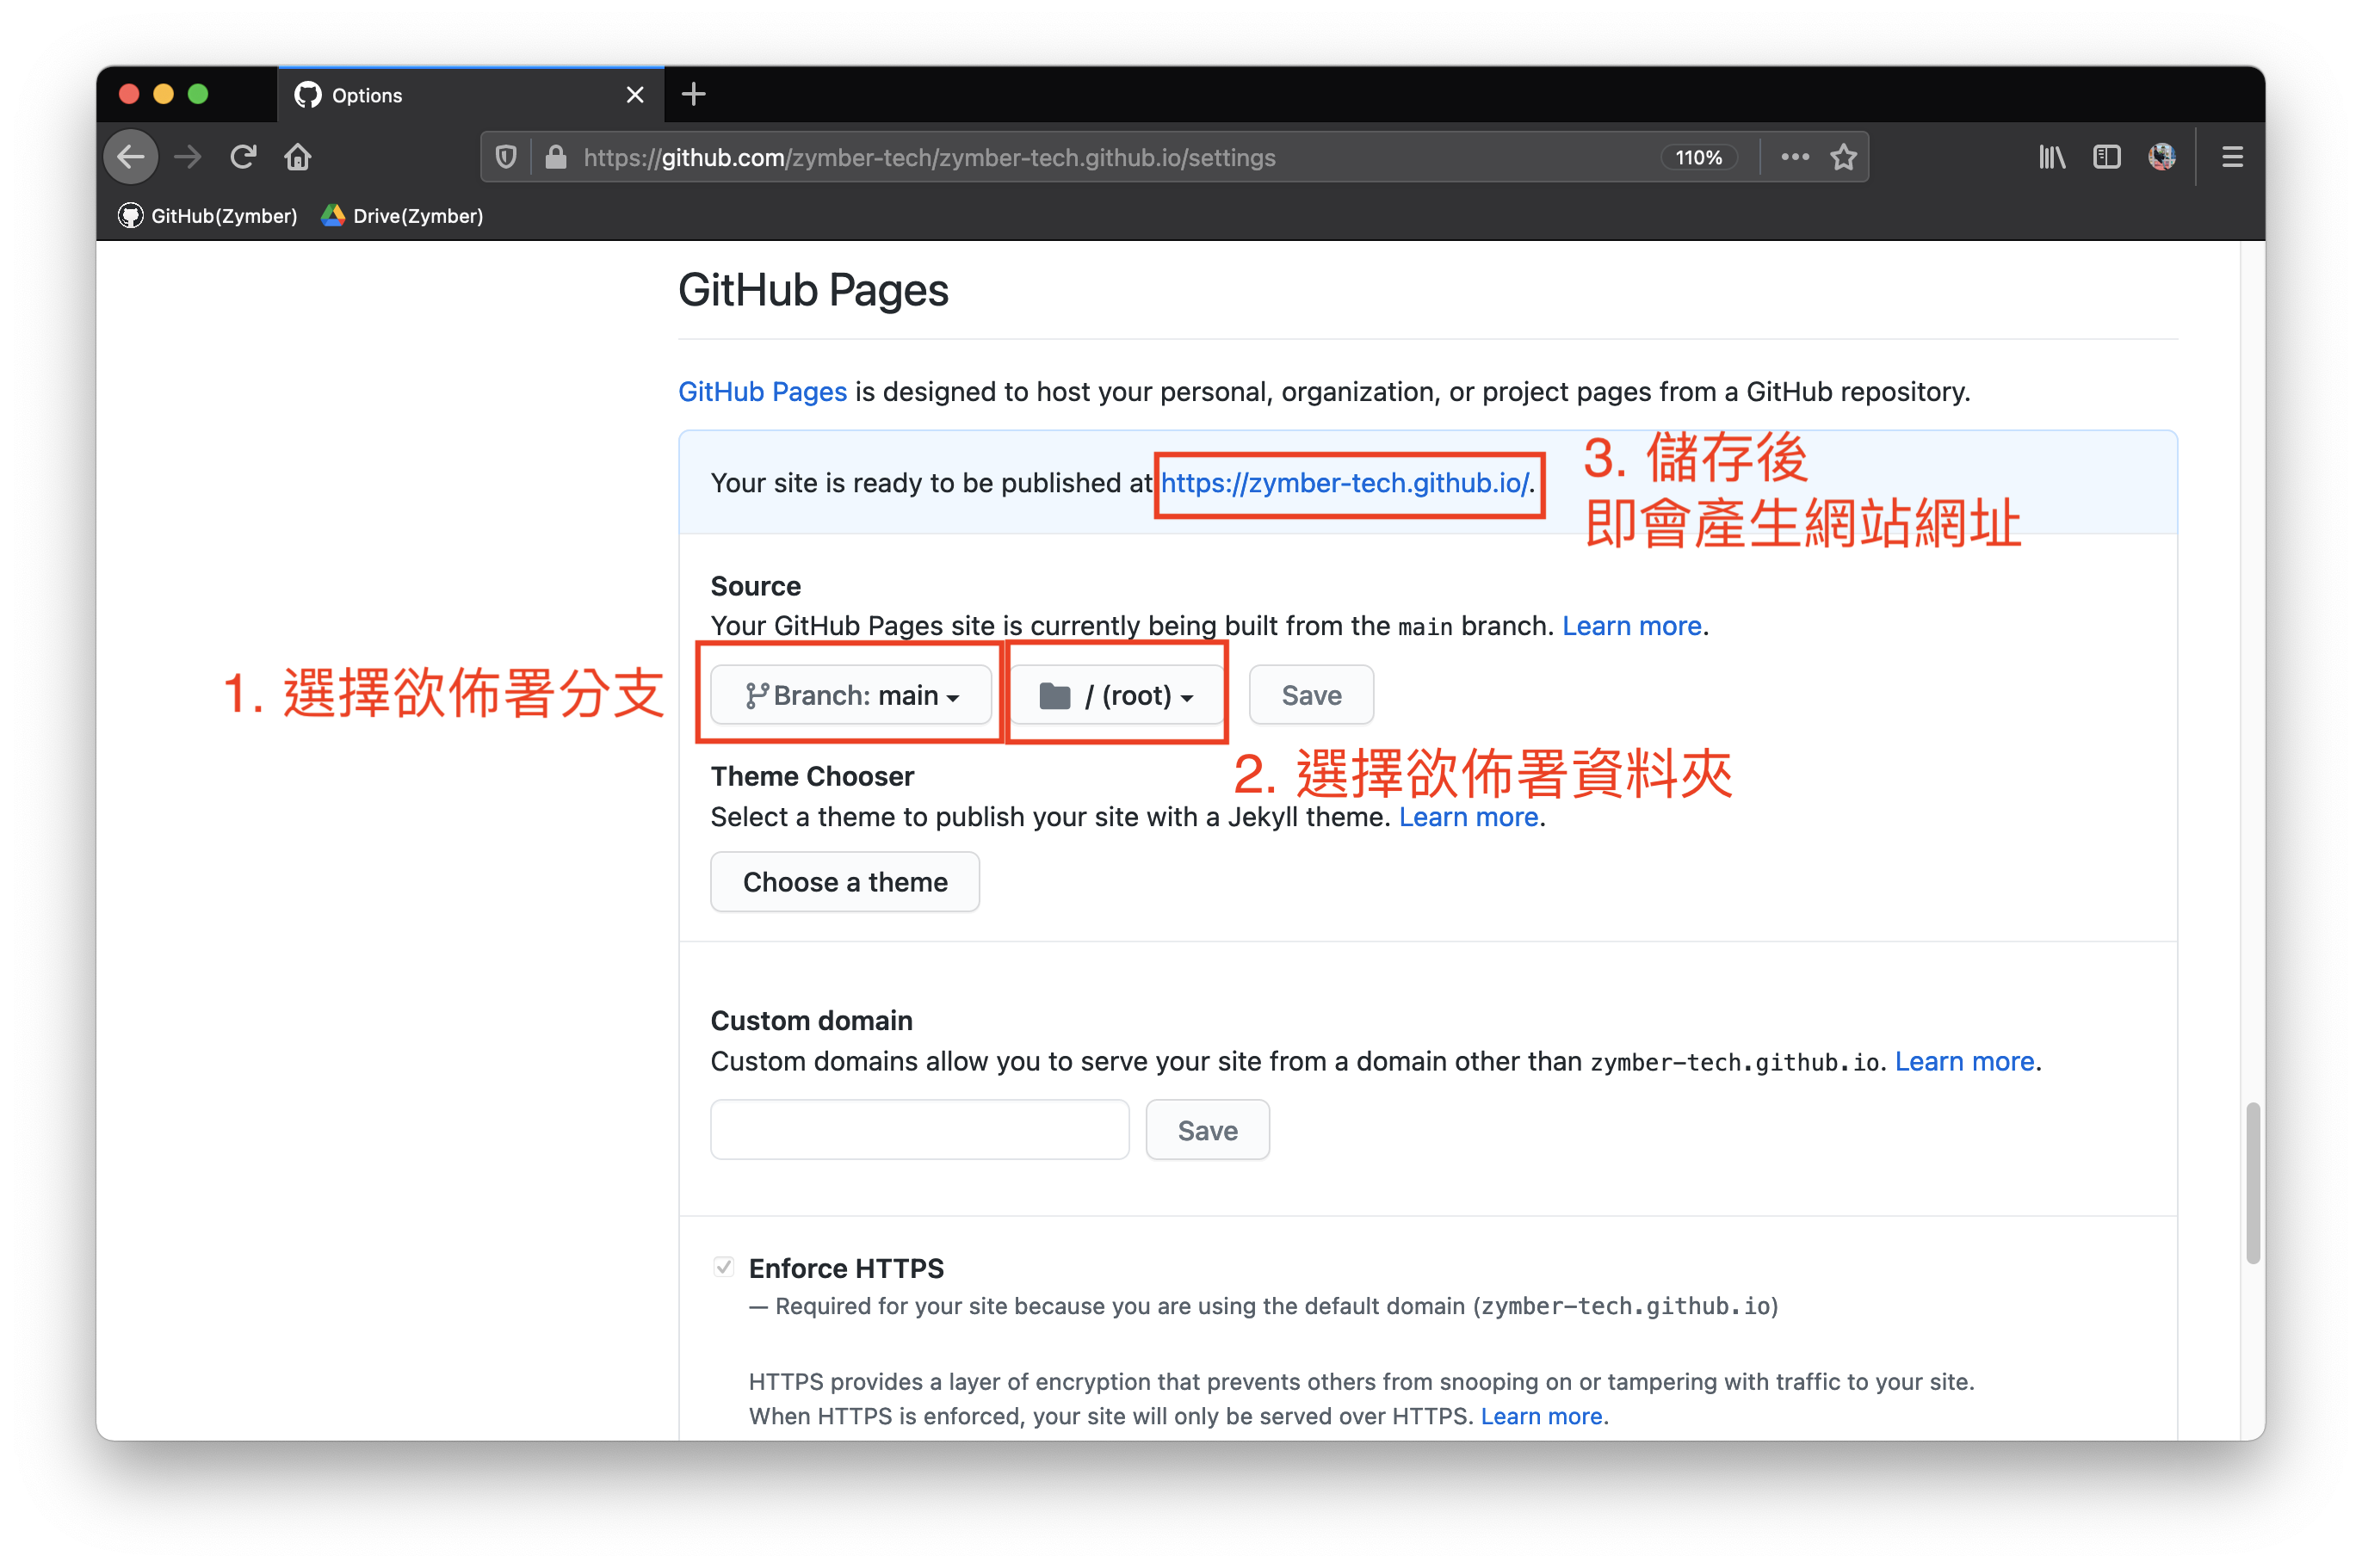 Options
https://github.com/zymber-tech/zymber-tech.github.io/settings
110%
GitHub(Zymber) Drive(Zymber)
GitHub Pages
GitHub Pages is designed to host your personal, organization, or project pages from a GitHub repository.
Your site is ready to be published at https://zymber-tech.github.io/.
3. 儲存後
即會產生網站網址
Source
Your GitHub Pages site is currently being built from the main branch. Learn more.
1. 選擇欲佈署分支
Branch: main / (root) Save
2. 選擇欲佈署資料夾
Theme Chooser
Select a theme to publish your site with a Jekyll theme. Learn more.
Choose a theme
Custom domain
Custom domains allow you to serve your site from a domain other than zymber-tech.github.io. Learn more.
Save
Enforce HTTPS
— Required for your site because you are using the default domain (zymber-tech.github.io)
HTTPS provides a layer of encryption that prevents others from snooping on or tampering with traffic to your site.
When HTTPS is enforced, your site will only be served over HTTPS. Learn more.